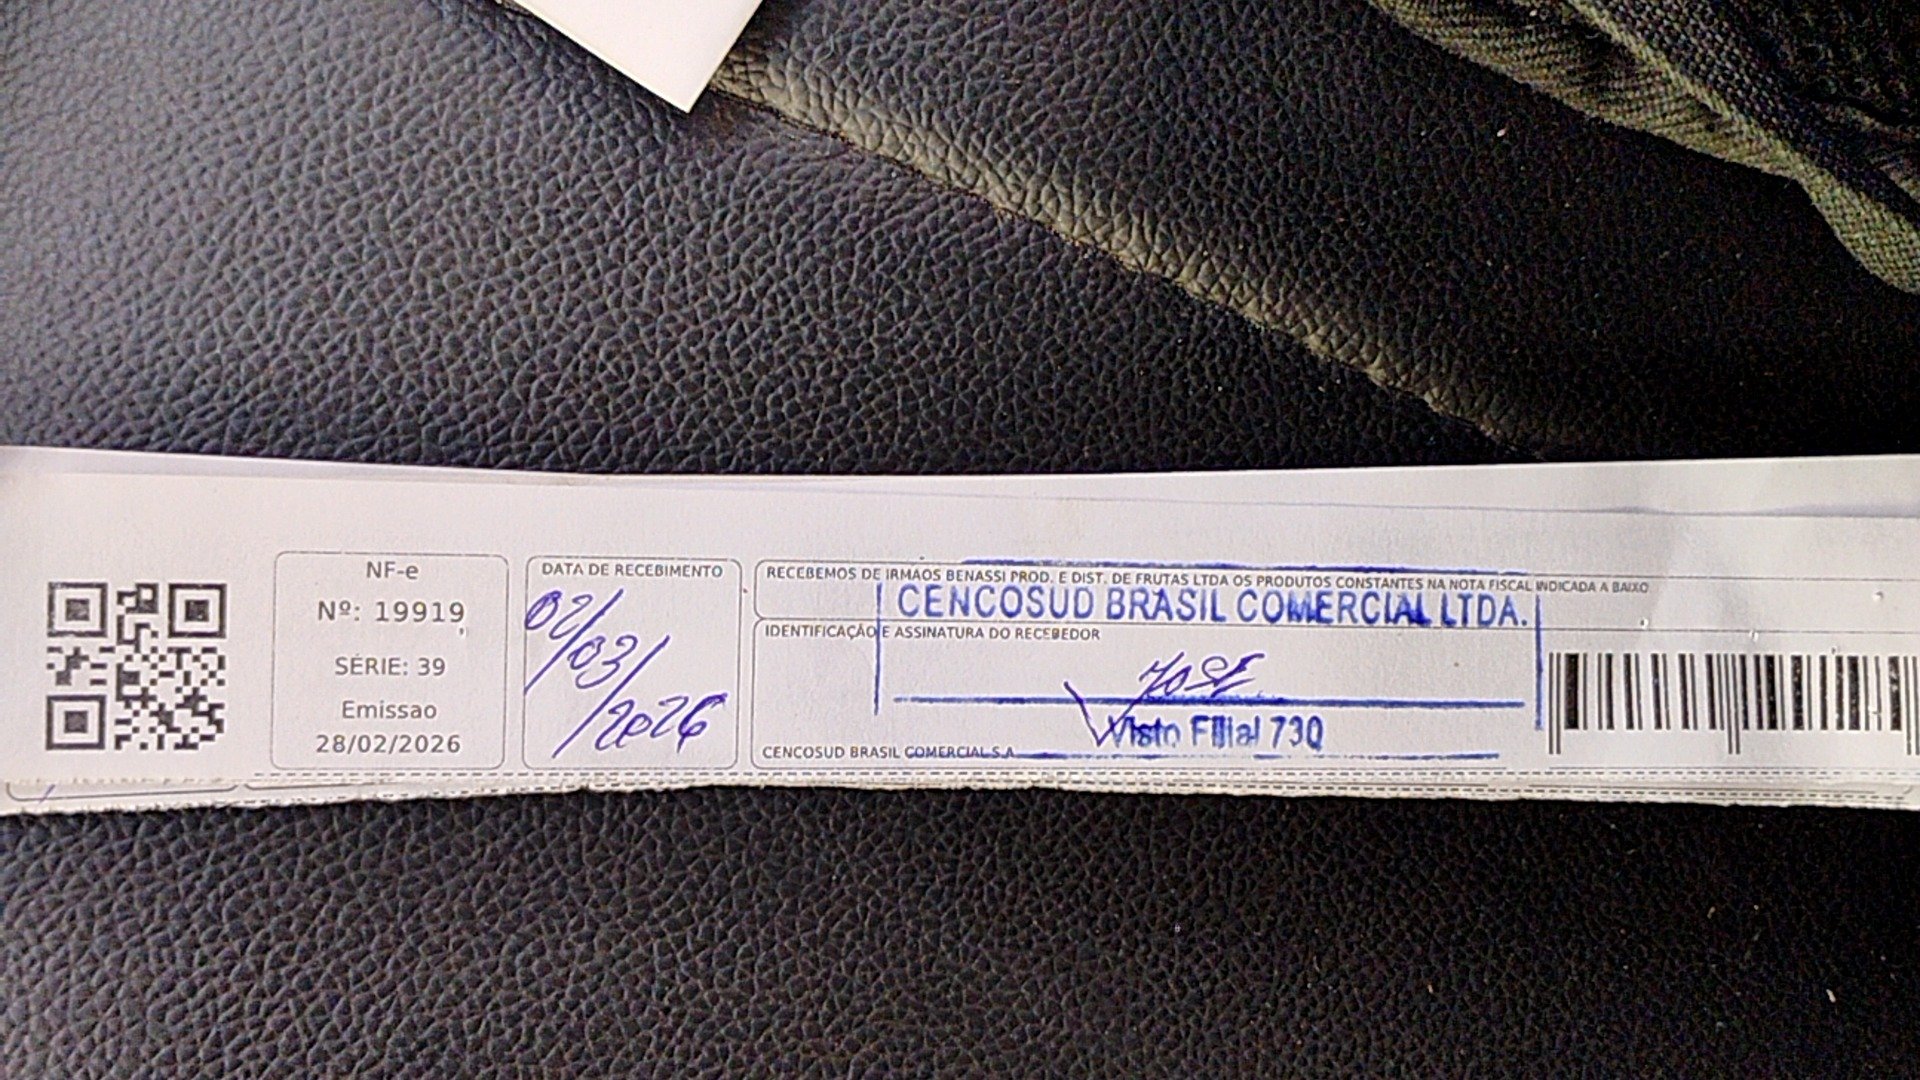 NF-e
Nº: 19919
SÉRIE: 39
Emissao
28/02/2026
DATA DE RECEBIMENTO
02/03/2026
RECEBEMOS DE IRMAOS BENASSI PROD. E DIST. DE FRUTAS LTDA OS PRODUTOS CONSTANTES NA NOTA FISCAL INDICADA A BAIXO
CENCOSUD BRASIL COMERCIAL LTDA.
IDENTIFICAÇÃO E ASSINATURA DO RECEBEDOR
JOSE
Visto Filial 730
CENCOSUD BRASIL COMERCIAL S.A